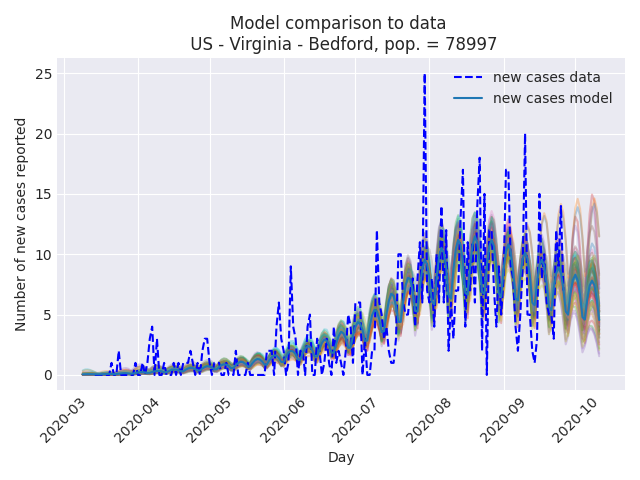 Model comparison to data
US - Virginia - Bedford, pop. = 78997
new cases data
new cases model
Number of new cases reported
25
20
15
10
5
0
2020-03
2020-04
2020-05
2020-06
2020-07
2020-08
2020-09
2020-10
Day